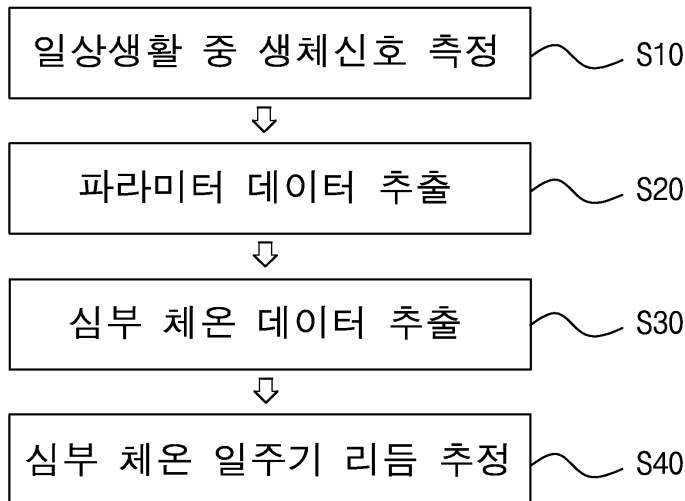 일상생활 중 생체신호 측정 S10
파라미터 데이터 추출 S20
심부 체온 데이터 추출 S30
심부 체온 일주기 리듬 추정 S40